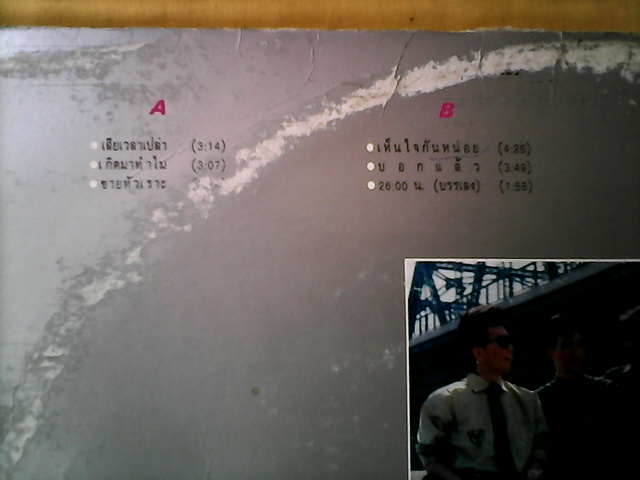 A
เสียเวลาเปล่า (3:14)
เกิดมาทำไม (3:07)
ชายหัวเราะ
B
เห็นใจกันหน่อย (4:26)
บอกแล้ว (3:49)
26:00 น. (บรรเลง) (1:58)